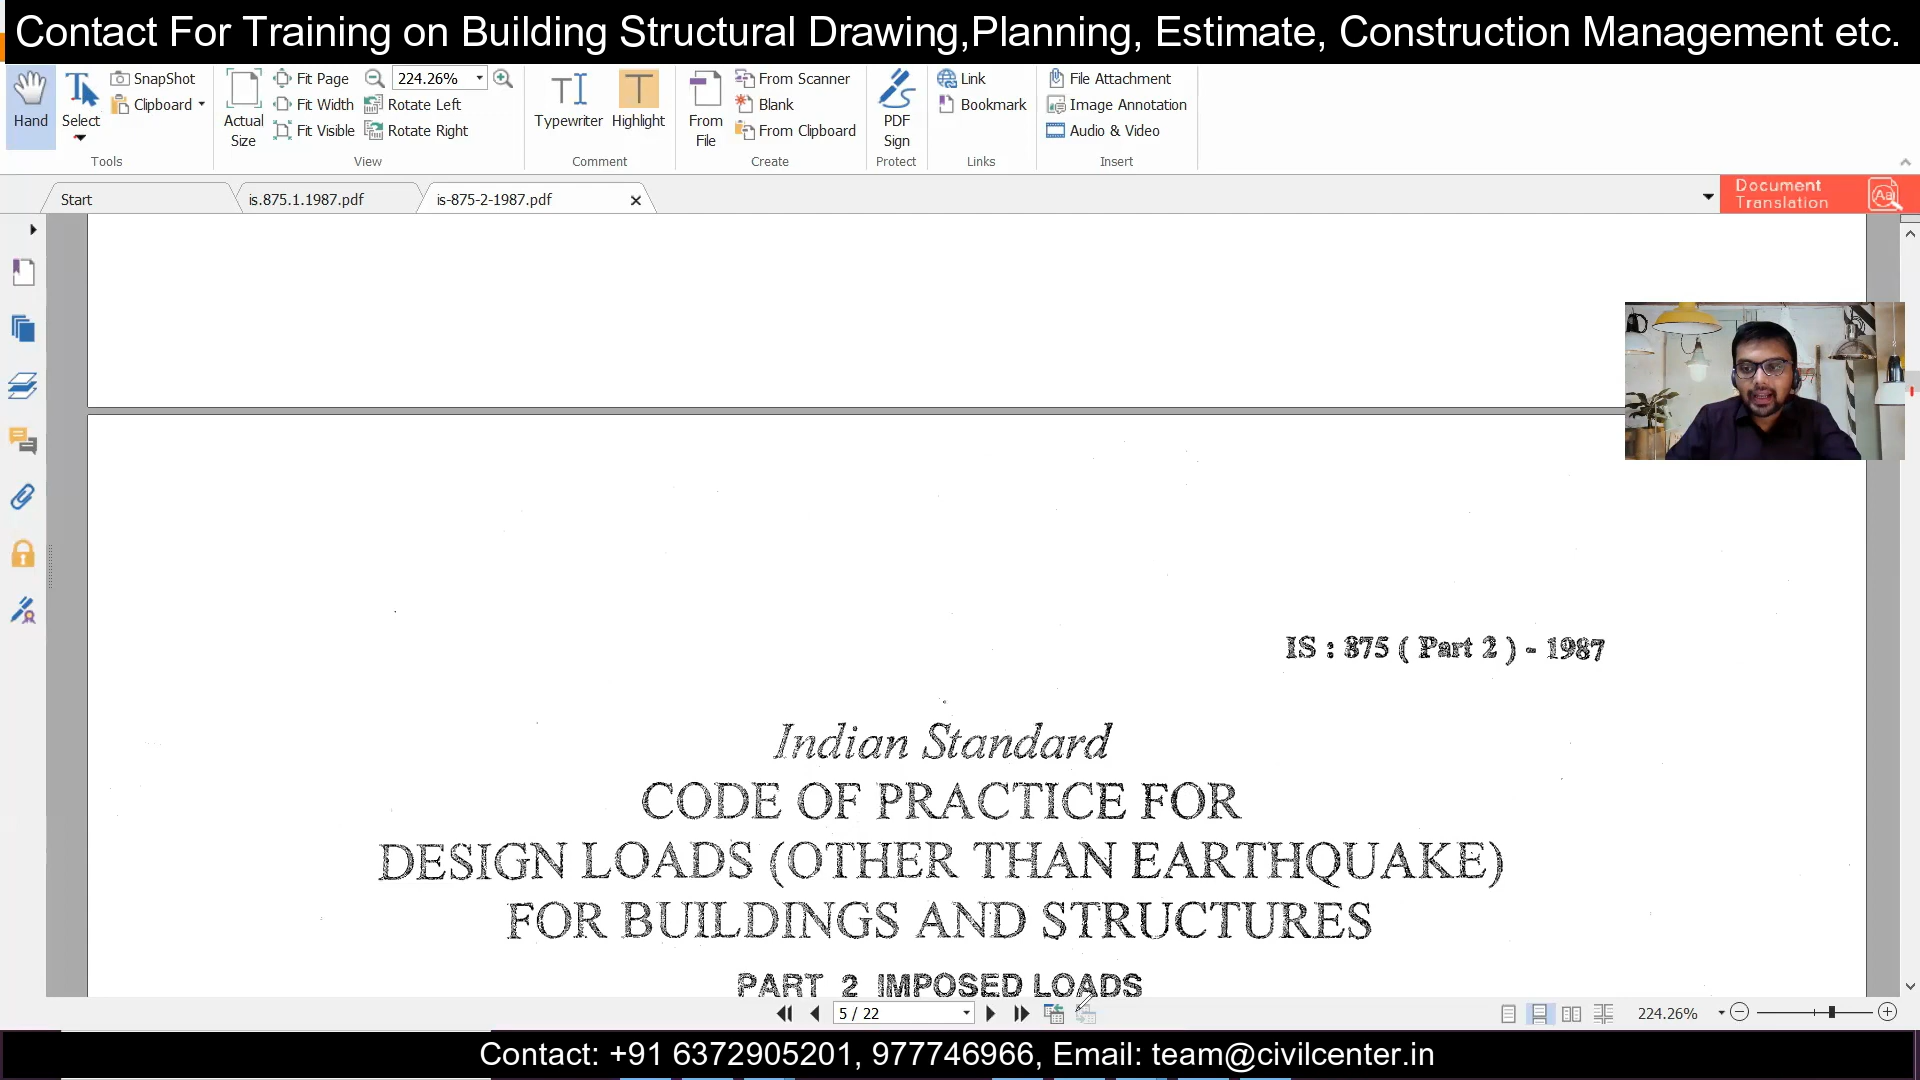 Contact For Training on Building Structural Drawing,Planning, Estimate, Construction Management etc.
Hand
Select
SnapShot
Clipboard
Tools
Actual Size
Fit Page
Fit Width
Fit Visible
224.26%
Rotate Left
Rotate Right
View
Typewriter
Highlight
Comment
From File
From Scanner
Blank
From Clipboard
Create
PDF Sign
Protect
Link
Bookmark
Links
File Attachment
Image Annotation
Audio & Video
Insert
Start
is.875.1.1987.pdf
is-875-2-1987.pdf
Document Translation
IS : 875 ( Part 2 ) - 1987
Indian Standard
CODE OF PRACTICE FOR
DESIGN LOADS (OTHER THAN EARTHQUAKE)
FOR BUILDINGS AND STRUCTURES
PART 2 IMPOSED LOADS
5 / 22
224.26%
Contact: +91 6372905201, 977746966, Email: team@civilcenter.in